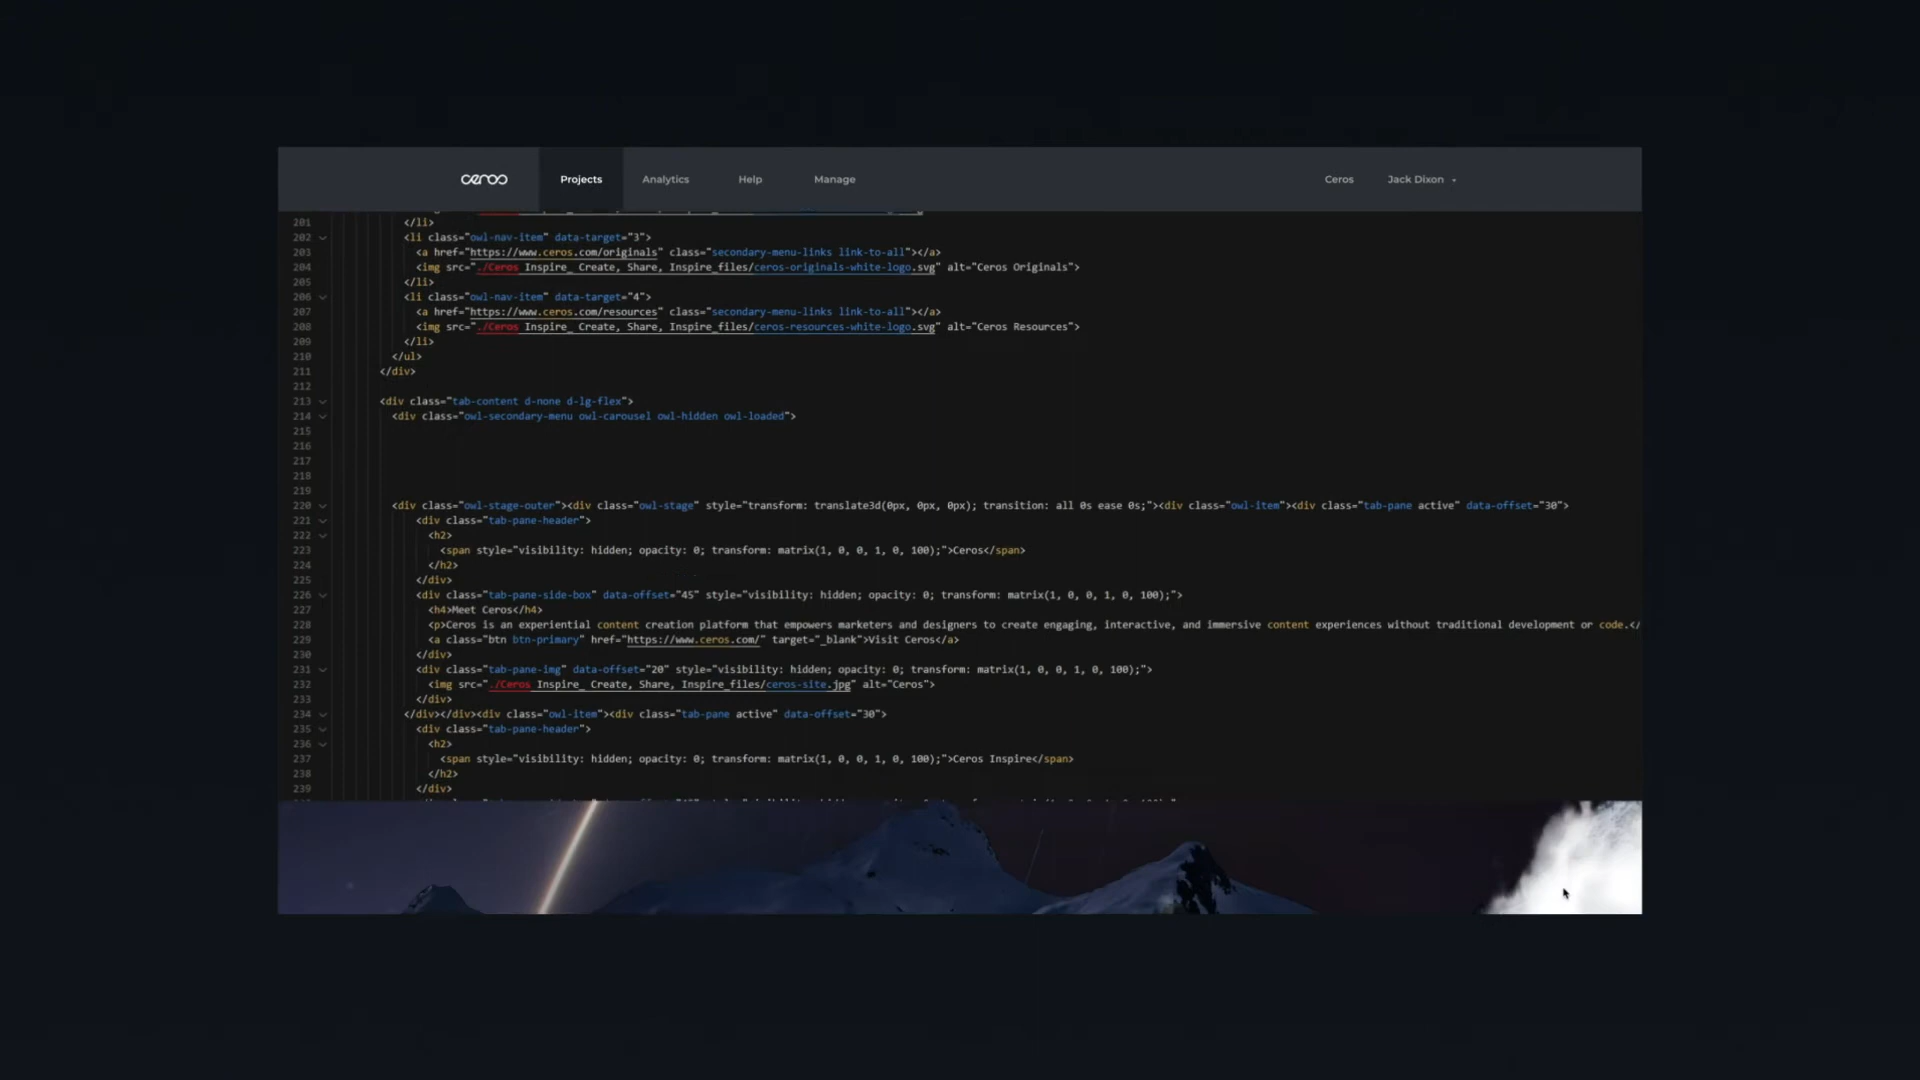 ceros
Projects
Analytics
Help
Manage
Ceros
Jack Dixon
201 </li>
202 <li class="owl-nav-item" data-target="3">
203 <a href="https://www.ceros.com/originals" class="secondary-menu-links link-to-all"></a>
204 <img src="./Ceros Inspire_ Create, Share, Inspire_files/ceros-originals-white-logo.svg" alt="Ceros Originals">
205 </li>
206 <li class="owl-nav-item" data-target="4">
207 <a href="https://www.ceros.com/resources" class="secondary-menu-links link-to-all"></a>
208 <img src="./Ceros Inspire_ Create, Share, Inspire_files/ceros-resources-white-logo.svg" alt="Ceros Resources">
209 </li>
210 </ul>
211 </div>
212
213 <div class="tab-content d-none d-lg-flex">
214 <div class="owl-secondary-menu owl-carousel owl-hidden owl-loaded">
215
216
217
218
219
220 <div class="owl-stage-outer"><div class="owl-stage" style="transform: translate3d(0px, 0px, 0px); transition: all 0s ease 0s;"><div class="owl-item"><div class="tab-pane active" data-offset="30">
221 <div class="tab-pane-header">
222 <h2>
223 <span style="visibility: hidden; opacity: 0; transform: matrix(1, 0, 0, 1, 0, 100);">Ceros</span>
224 </h2>
225 </div>
226 <div class="tab-pane-side-box" data-offset="45" style="visibility: hidden; opacity: 0; transform: matrix(1, 0, 0, 1, 0, 100);">
227 <h4>Meet Ceros</h4>
228 <p>Ceros is an experiential content creation platform that empowers marketers and designers to create engaging, interactive, and immersive content experiences without traditional development or code.</
229 <a class="btn btn-primary" href="https://www.ceros.com/" target="_blank">Visit Ceros</a>
230 </div>
231 <div class="tab-pane-img" data-offset="20" style="visibility: hidden; opacity: 0; transform: matrix(1, 0, 0, 1, 0, 100);">
232 <img src="./Ceros Inspire_ Create, Share, Inspire_files/ceros-site.jpg" alt="Ceros">
233 </div>
234 </div></div><div class="owl-item"><div class="tab-pane active" data-offset="30">
235 <div class="tab-pane-header">
236 <h2>
237 <span style="visibility: hidden; opacity: 0; transform: matrix(1, 0, 0, 1, 0, 100);">Ceros Inspire</span>
238 </h2>
239 </div>